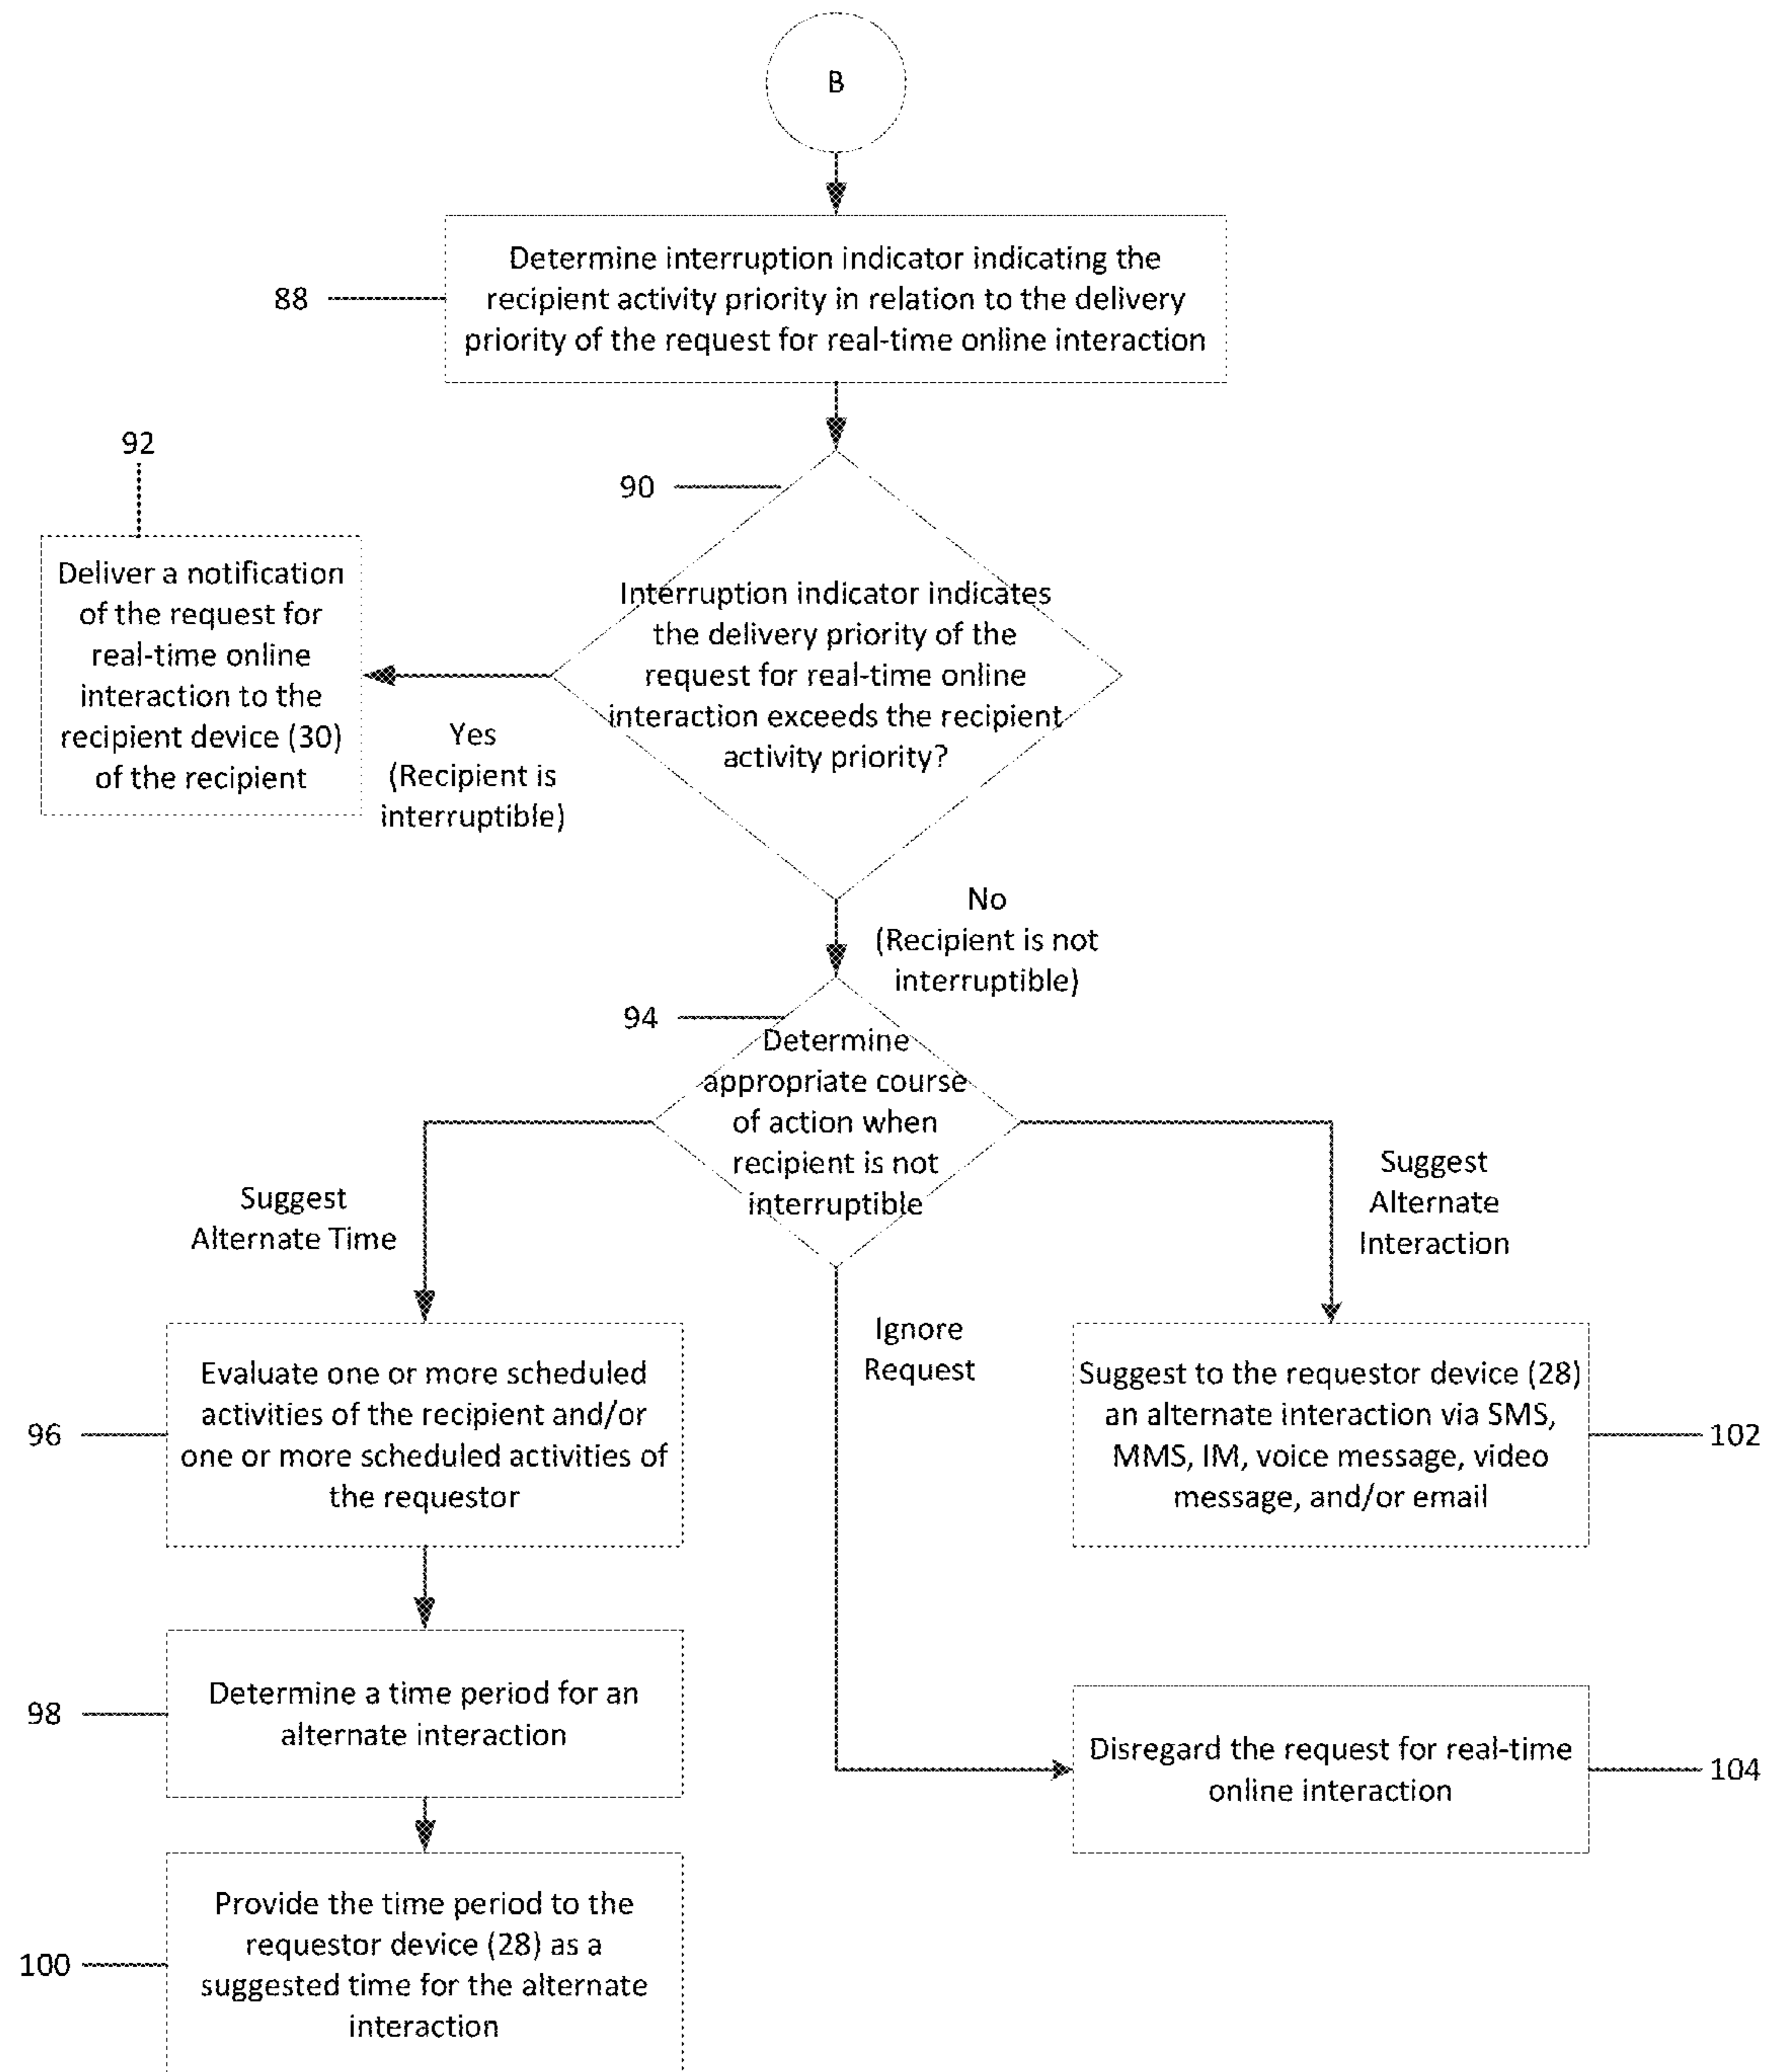 B
88
Determine interruption indicator indicating the
recipient activity priority in relation to the delivery
priority of the request for real-time online interaction
92
90
Deliver a notification
of the request for
real-time online
interaction to the
recipient device (30)
of the recipient
Interruption indicator indicates
the delivery priority of the
request for real-time online
interaction exceeds the recipient
activity priority?
Yes
(Recipient is
interruptible)
No
(Recipient is not
interruptible)
94
Determine
appropriate course
of action when
recipient is not
interruptible
Suggest
Alternate Time
Suggest
Alternate
Interaction
Ignore
Request
96
Evaluate one or more scheduled
activities of the recipient and/or
one or more scheduled activities of
the requestor
Suggest to the requestor device (28)
an alternate interaction via SMS,
MMS, IM, voice message, video
message, and/or email
102
98
Determine a time period for an
alternate interaction
Disregard the request for real-time
online interaction
104
100
Provide the time period to the
requestor device (28) as a
suggested time for the alternate
interaction